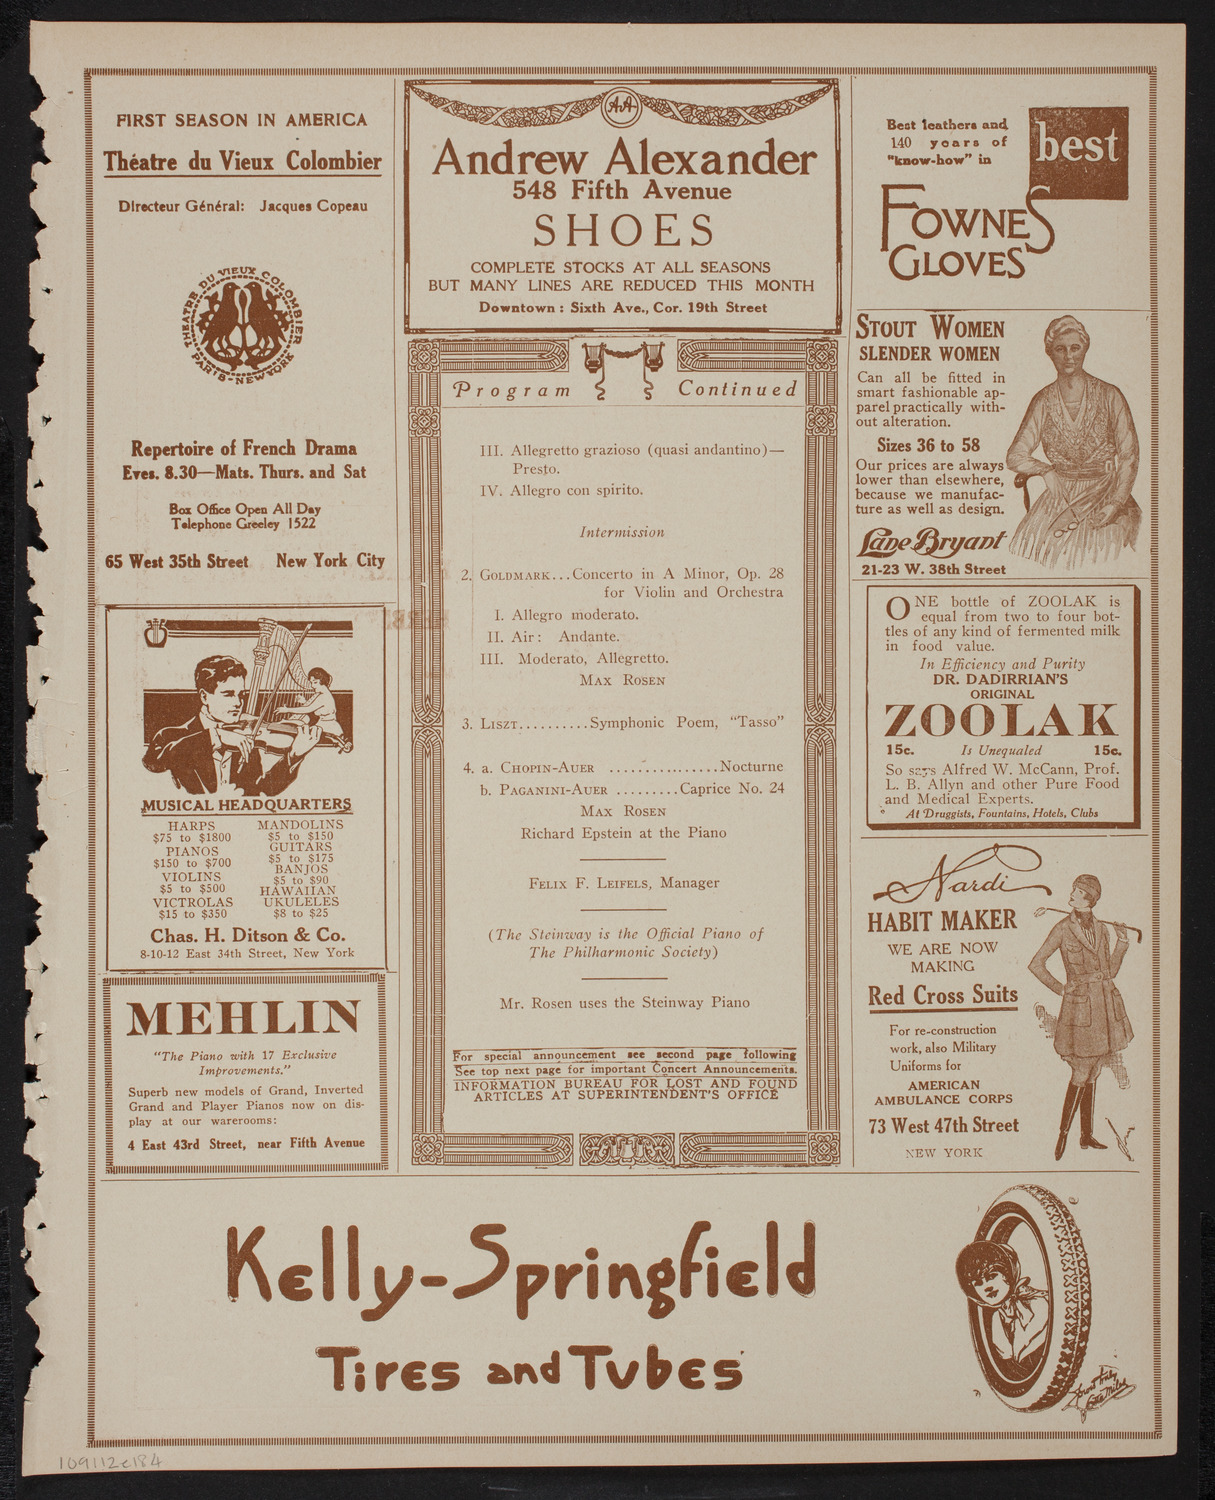 FIRST SEASON IN AMERICA
Théatre du Vieux Colombier
Directeur Général: Jacques Copeau
THEATRE DU VIEUX COLOMBIER
PARIS-NEW YORK
Repertoire of French Drama
Eves. 8.30—Mats. Thurs. and Sat
Box Office Open All Day
Telephone Greeley 1522
65 West 35th Street New York City
MUSICAL HEADQUARTERS
HARPS
$75 to $1800
PIANOS
$150 to $700
VIOLINS
$5 to $500
VICTROLAS
$15 to $350
MANDOLINS
$5 to $150
GUITARS
$5 to $175
BANJOS
$5 to $90
HAWAIIAN
UKULELES
$8 to $25
Chas. H. Ditson & Co.
8-10-12 East 34th Street, New York
MEHLIN
"The Piano with 17 Exclusive
Improvements."
Superb new models of Grand, Inverted
Grand and Player Pianos now on dis-
play at our warerooms:
4 East 43rd Street, near Fifth Avenue
AA
Andrew Alexander
548 Fifth Avenue
SHOES
COMPLETE STOCKS AT ALL SEASONS
BUT MANY LINES ARE REDUCED THIS MONTH
Downtown: Sixth Ave., Cor. 19th Street
Program Continued
III. Allegretto grazioso (quasi andantino)—
Presto.
IV. Allegro con spirito.
Intermission
2. GOLDMARK...Concerto in A Minor, Op. 28
for Violin and Orchestra
I. Allegro moderato.
II. Air: Andante.
III. Moderato, Allegretto.
MAX ROSEN
3. LISZT..........Symphonic Poem, "Tasso"
4. a. CHOPIN-AUER ................Nocturne
b. PAGANINI-AUER .........Caprice No. 24
MAX ROSEN
Richard Epstein at the Piano
FELIX F. LEIFELS, Manager
(The Steinway is the Official Piano of
The Philharmonic Society)
Mr. Rosen uses the Steinway Piano
For special announcement see second page following
See top next page for important Concert Announcements.
INFORMATION BUREAU FOR LOST AND FOUND
ARTICLES AT SUPERINTENDENT'S OFFICE
Best leathers and
140 years of
"know-how" in
best
FOWNES
GLOVES
STOUT WOMEN
SLENDER WOMEN
Can all be fitted in
smart fashionable ap-
parel practically with-
out alteration.
Sizes 36 to 58
Our prices are always
lower than elsewhere,
because we manufac-
ture as well as design.
Lane Bryant
21-23 W. 38th Street
ONE bottle of ZOOLAK is
equal from two to four bot-
tles of any kind of fermented milk
in food value.
In Efficiency and Purity
DR. DADIRRIAN'S
ORIGINAL
ZOOLAK
15c. Is Unequaled 15c.
So says Alfred W. McCann, Prof.
L. B. Allyn and other Pure Food
and Medical Experts.
At Druggists, Fountains, Hotels, Clubs
Nardi
HABIT MAKER
WE ARE NOW
MAKING
Red Cross Suits
For re-construction
work, also Military
Uniforms for
AMERICAN
AMBULANCE CORPS
73 West 47th Street
NEW YORK
Kelly-Springfield
Tires and Tubes
109112e184